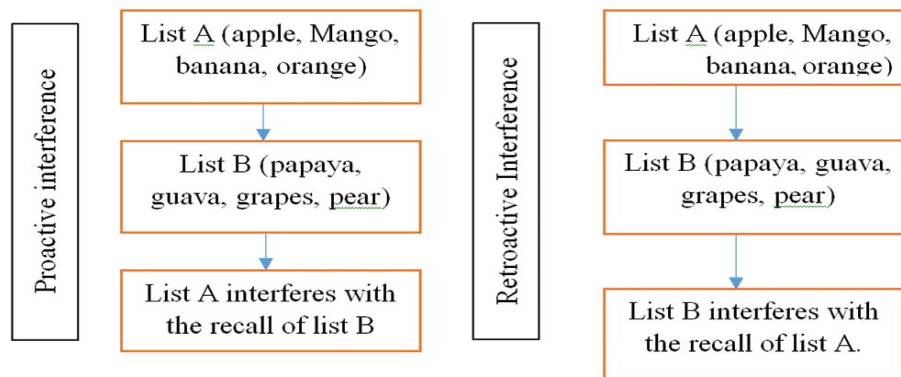 Proactive interference
List A (apple, Mango,
banana, orange)
List B (papaya,
guava, grapes, pear)
List A interferes with
the recall of list B
Retroactive Interference
List A (apple, Mango,
banana, orange)
List B (papaya, guava,
grapes, pear)
List B interferes with
the recall of list A.